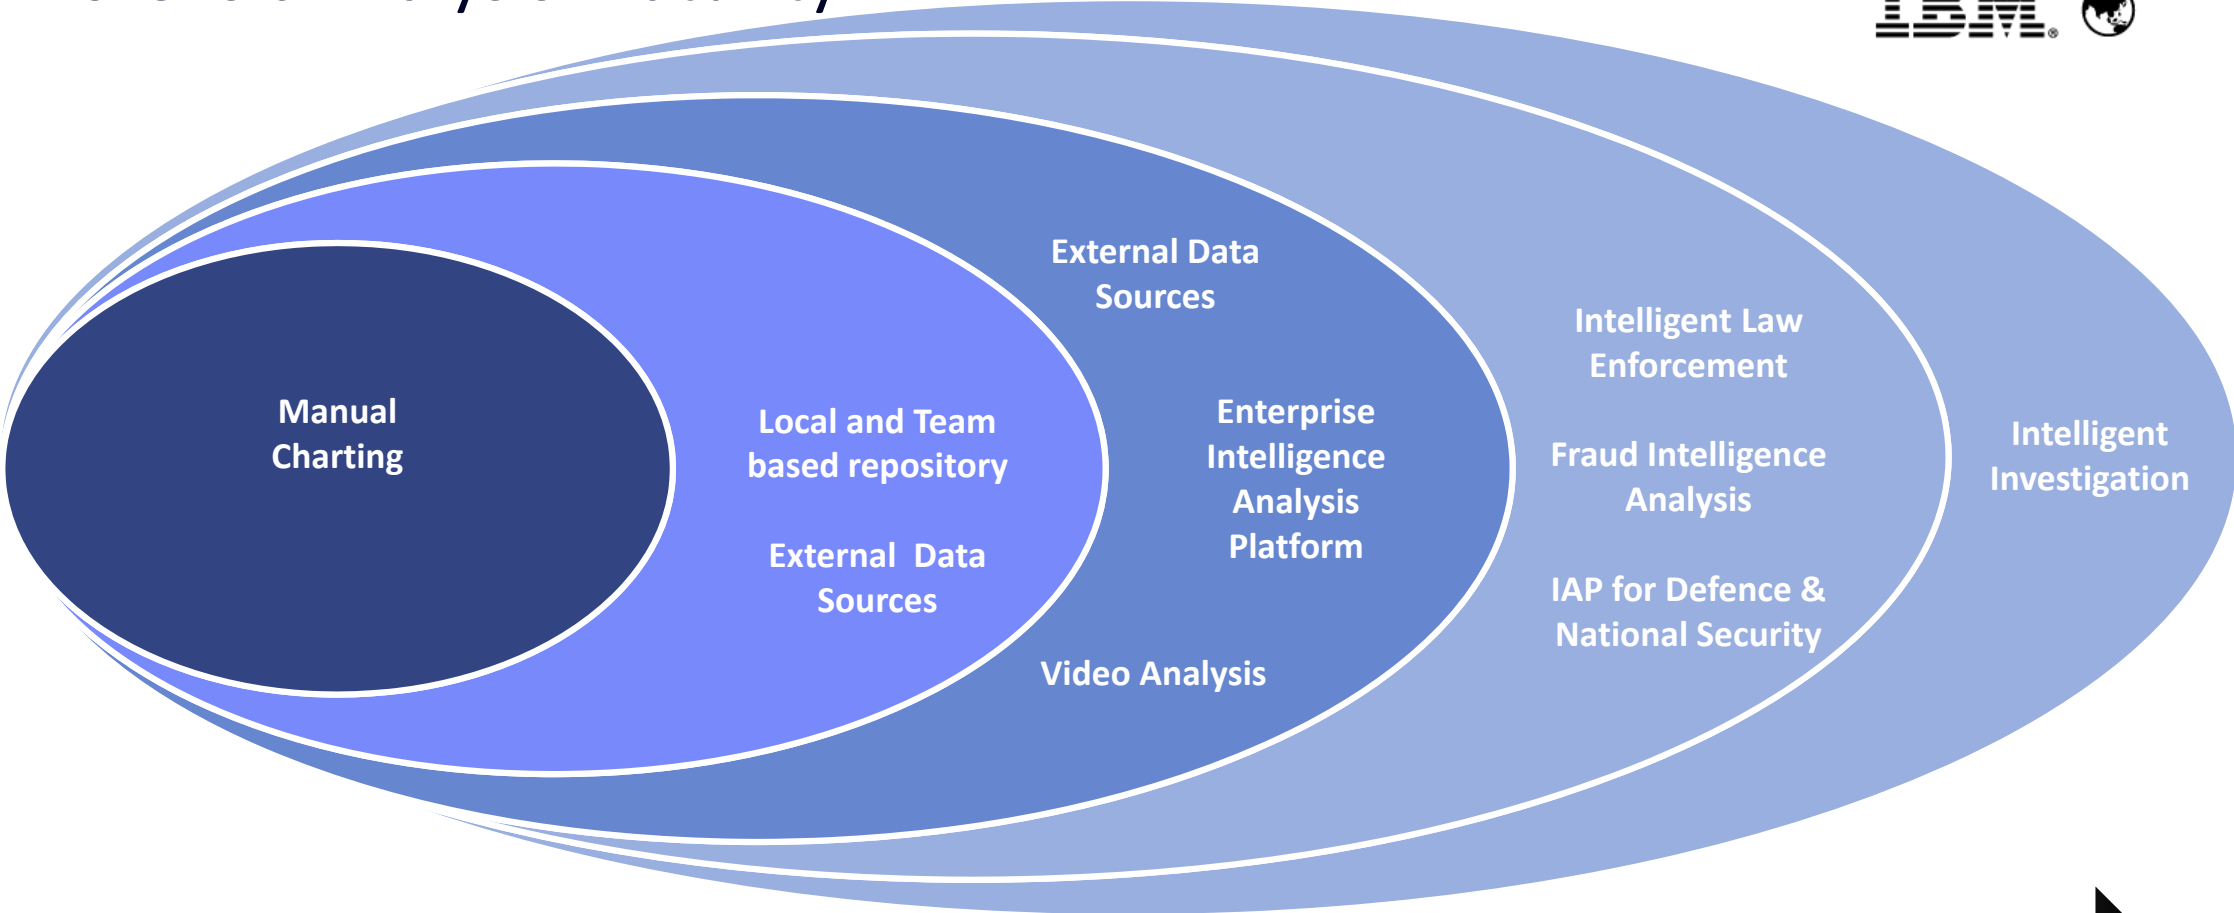 IBM®
Manual
Charting
Local and Team
based repository
External Data
Sources
External Data
Sources
Enterprise
Intelligence
Analysis
Platform
Video Analysis
Intelligent Law
Enforcement
Fraud Intelligence
Analysis
IAP for Defence &
National Security
Intelligent
Investigation